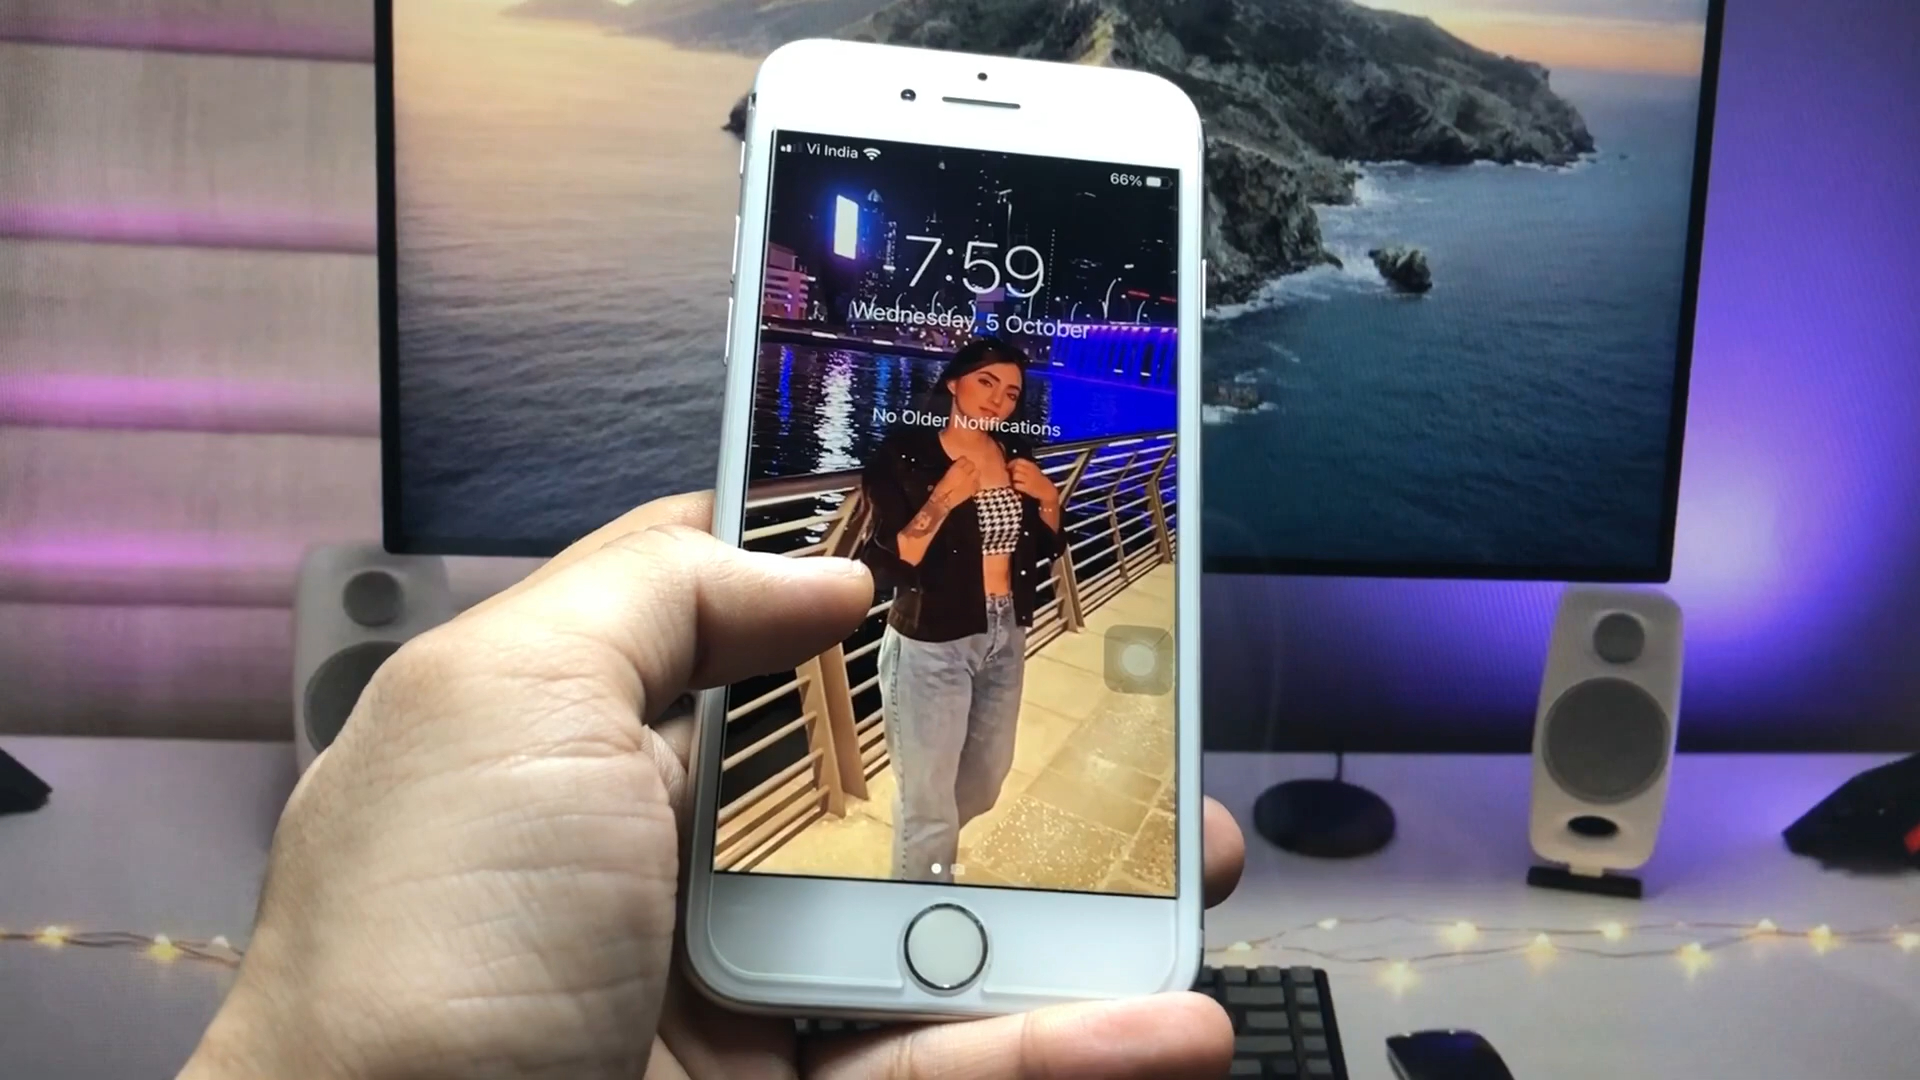 Vi India
66%
7:59
Wednesday, 5 October
No Older Notifications